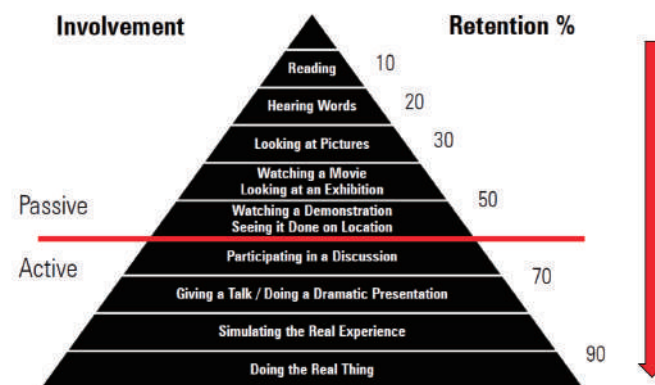 Involvement
Retention %
Reading
10
Hearing Words
20
Looking at Pictures
30
Watching a Movie
Looking at an Exhibition
50
Passive
Watching a Demonstration
Seeing it Done on Location
Active
Participating in a Discussion
70
Giving a Talk / Doing a Dramatic Presentation
Simulating the Real Experience
90
Doing the Real Thing